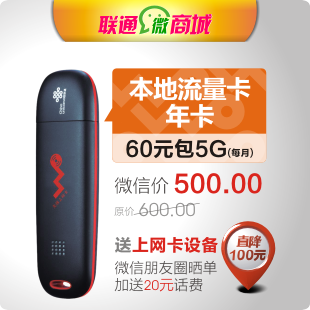 联通微商城
本地流量卡
年卡
60元包5G(每月)
微信价 500.00
原价 600.00
送上网卡设备
直降
100元
微信朋友圈晒单
加送20元话费